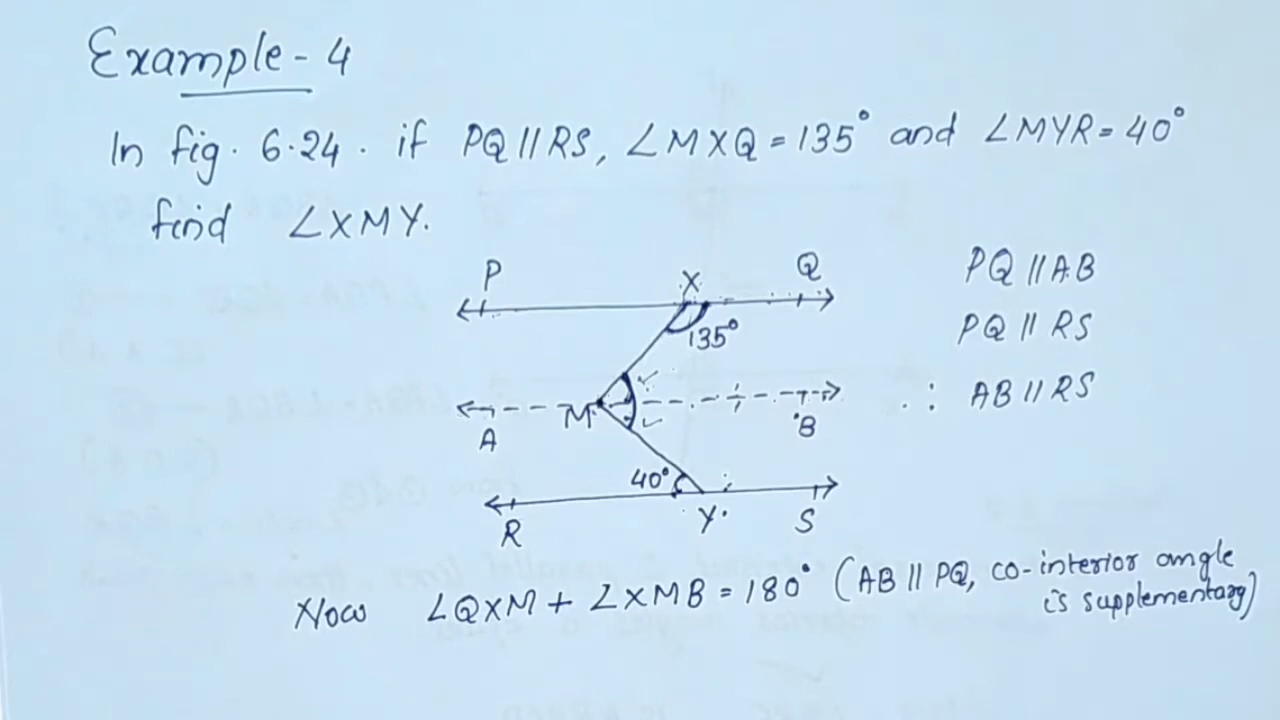 Example - 4
In fig. 6.24. if PQ // RS, ∠MXQ = 135° and ∠MYR = 40°
find ∠XMY.
P X Q
135°
PQ // AB
PQ // RS
∴ AB // RS
M
A B
40°
R Y S
Now ∠QXM + ∠XMB = 180° (AB // PQ, co-interior angle
is supplementary)